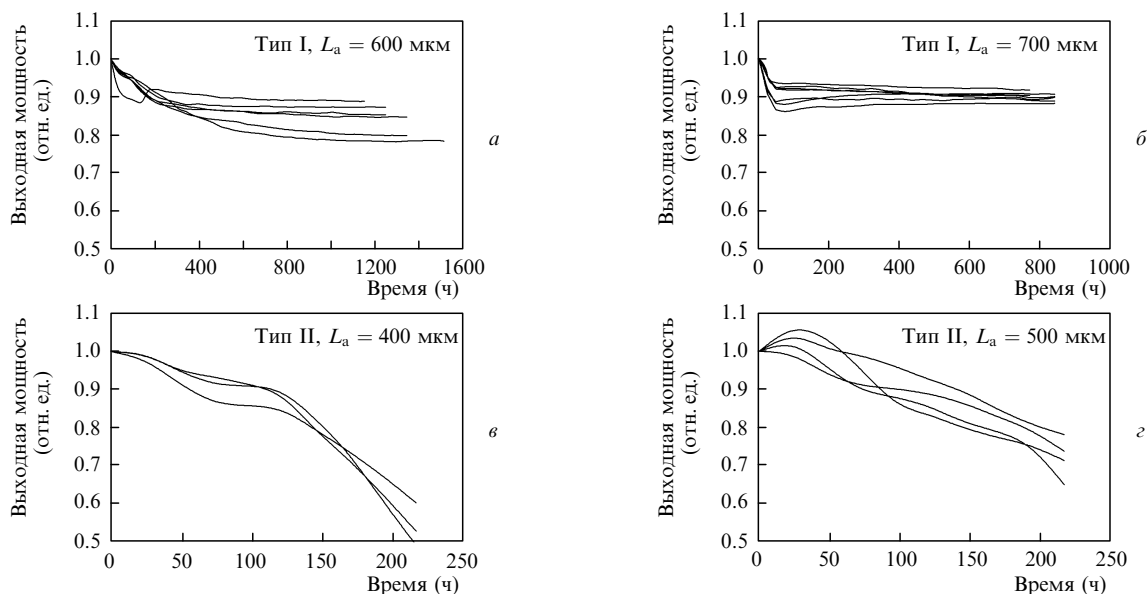 Выходная мощность
(отн. ед.)
1.1
1.0
0.9
0.8
0.7
0.6
0.5
Тип I, Lа = 600 мкм
0 400 800 1200 1600
Время (ч)
а
Выходная мощность
(отн. ед.)
1.1
1.0
0.9
0.8
0.7
0.6
0.5
Тип I, Lа = 700 мкм
0 200 400 600 800 1000
Время (ч)
б
Выходная мощность
(отн. ед.)
1.1
1.0
0.9
0.8
0.7
0.6
0.5
Тип II, Lа = 400 мкм
0 50 100 150 200 250
Время (ч)
в
Выходная мощность
(отн. ед.)
1.1
1.0
0.9
0.8
0.7
0.6
0.5
Тип II, Lа = 500 мкм
0 50 100 150 200 250
Время (ч)
г